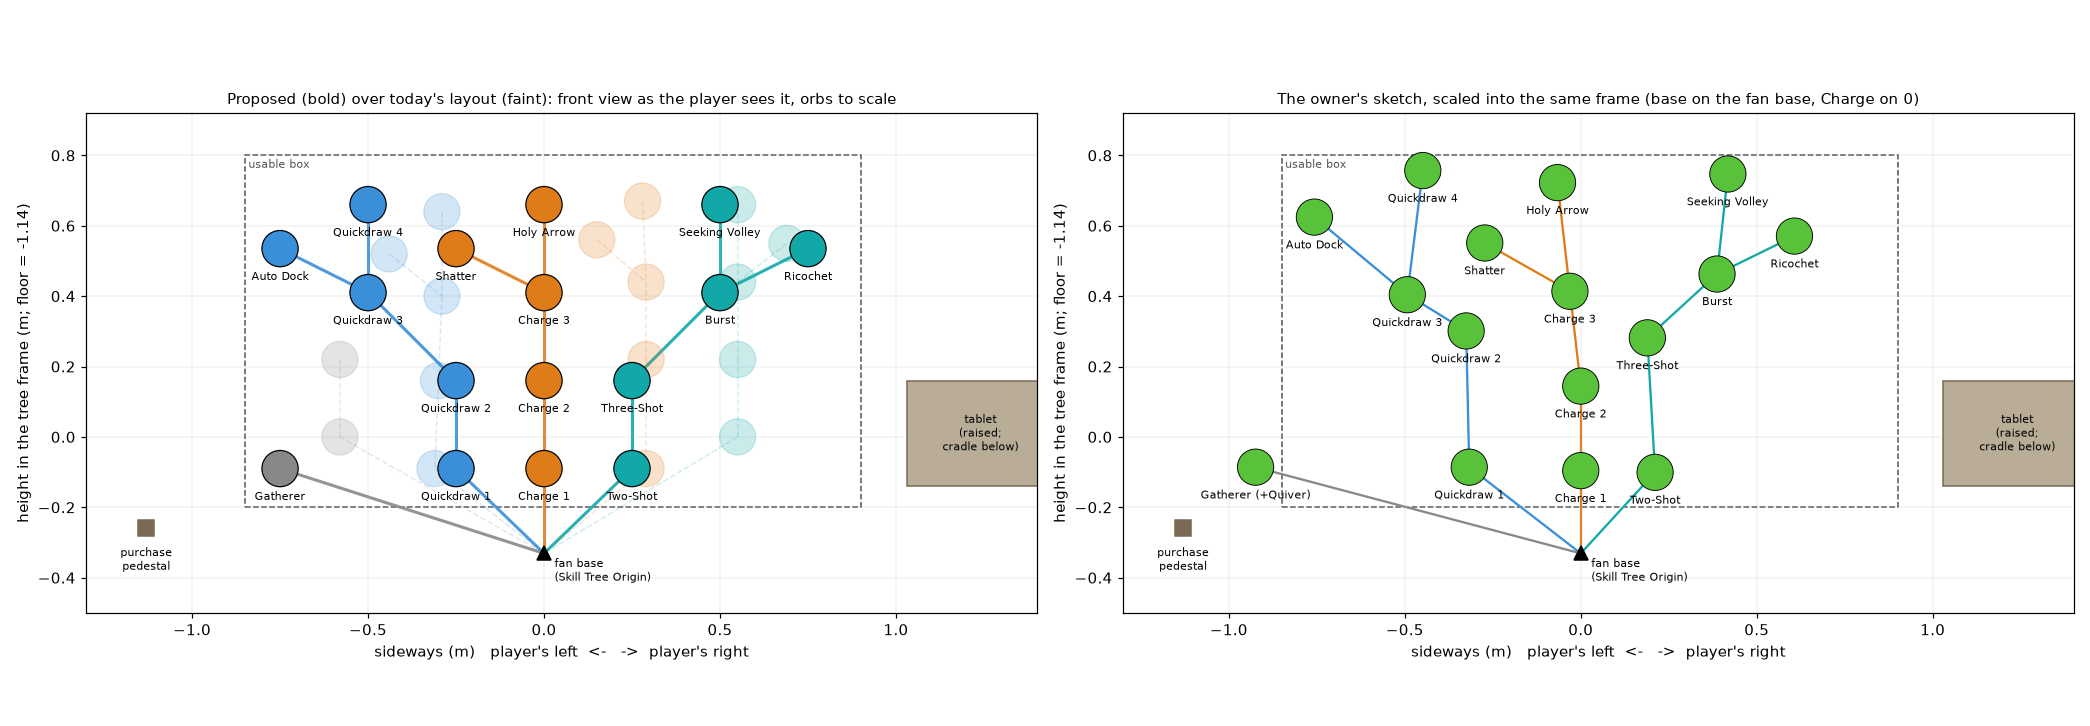 Proposed (bold) over today's layout (faint): front view as the player sees it, orbs to scale
height in the tree frame (m; floor = -1.14)
0.8
0.6
0.4
0.2
0.0
−0.2
−0.4
usable box
Quickdraw 4
Holy Arrow
Seeking Volley
Auto Dock
Shatter
Ricochet
Quickdraw 3
Charge 3
Burst
Quickdraw 2
Charge 2
Three-Shot
tablet
(raised;
cradle below)
Gatherer
Quickdraw 1
Charge 1
Two-Shot
purchase
pedestal
fan base
(Skill Tree Origin)
−1.0
−0.5
0.0
0.5
1.0
sideways (m)   player's left  <-   ->  player's right
The owner's sketch, scaled into the same frame (base on the fan base, Charge on 0)
height in the tree frame (m; floor = -1.14)
0.8
0.6
0.4
0.2
0.0
−0.2
−0.4
usable box
Quickdraw 4
Holy Arrow
Seeking Volley
Auto Dock
Shatter
Ricochet
Quickdraw 3
Charge 3
Burst
Quickdraw 2
Three-Shot
Charge 2
tablet
(raised;
cradle below)
Gatherer (+Quiver)
Quickdraw 1
Charge 1
Two-Shot
purchase
pedestal
fan base
(Skill Tree Origin)
−1.0
−0.5
0.0
0.5
1.0
sideways (m)   player's left  <-   ->  player's right